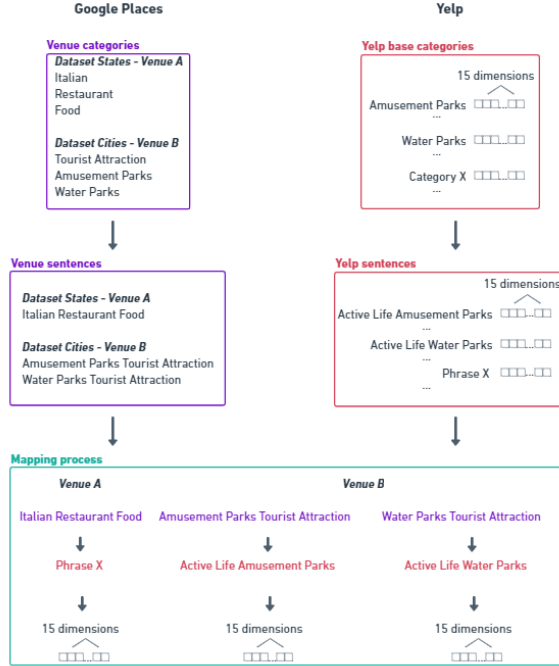 Google Places
Yelp
Venue categories
Dataset States - Venue A
Italian
Restaurant
Food
Dataset Cities - Venue B
Tourist Attraction
Amusement Parks
Water Parks
Yelp base categories
15 dimensions
Amusement Parks
...
Water Parks
...
Category X
...
Venue sentences
Dataset States - Venue A
Italian Restaurant Food
Dataset Cities - Venue B
Amusement Parks Tourist Attraction
Water Parks Tourist Attraction
Yelp sentences
15 dimensions
Active Life Amusement Parks
...
Active Life Water Parks
...
Phrase X
...
Mapping process
Venue A Venue B
Italian Restaurant Food Amusement Parks Tourist Attraction Water Parks Tourist Attraction
Phrase X Active Life Amusement Parks Active Life Water Parks
15 dimensions 15 dimensions 15 dimensions